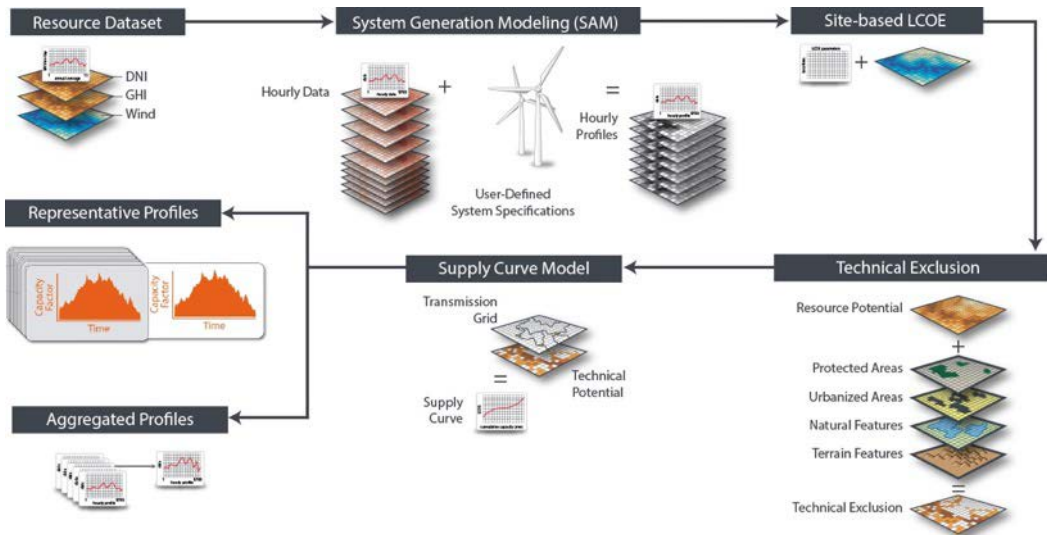 Resource Dataset
System Generation Modeling (SAM)
Site-based LCOE
DNI
GHI
Wind
Hourly Data
+
=
Hourly
Profiles
User-Defined
System Specifications
+
Representative Profiles
Capacity
Factor
Time
Capacity
Factor
Time
Supply Curve Model
Transmission
Grid
Technical
Potential
=
Supply
Curve
Technical Exclusion
Resource Potential
+
Protected Areas
Urbanized Areas
Natural Features
Terrain Features
=
Technical Exclusion
Aggregated Profiles